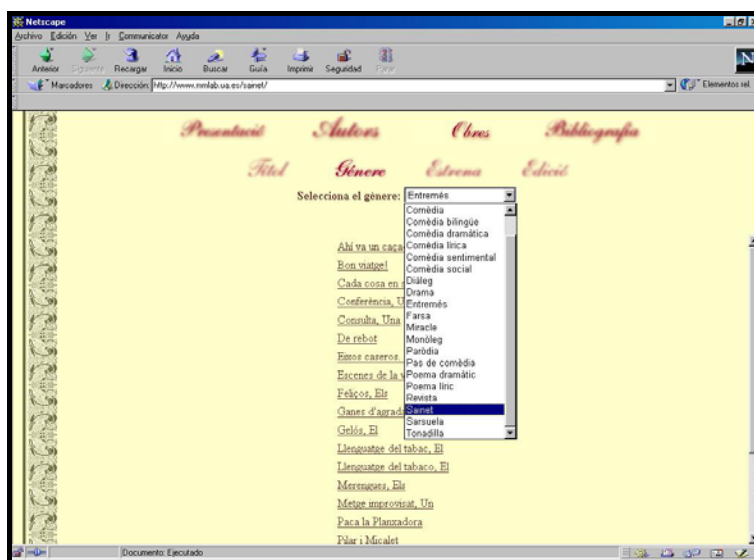 Netscape
Archivo Edición Ver Ir Communicator Ayuda
Anterior Siguiente Recargar Inicio Buscar Guía Imprimir Seguridad Parar
Marcadores Dirección: http://www.mmlab.ua.es/sainet/ Elementos rel
Presentació Autors Obres Bibliografia
Títol Gènere Estrena Edició
Selecciona el gènere: Entremés
Comèdia
Comèdia bilingüe
Comèdia dramàtica
Comèdia lírica
Comèdia sentimental
Comèdia social
Diàleg
Drama
Entremés
Farsa
Miracle
Monòleg
Paròdia
Pas de comèdia
Poema dramàtic
Poema líric
Revista
Sainet
Sarsuela
Tonadilla
Ahí va un caça
Bon viatge!
Cada cosa en s
Conferència, U
Consulta, Una
De rebot
Eixos caseros.
Escenes de la v
Feliços, Els
Ganes d'agrada
Gelós, El
Llenguatge del tabac, El
Llenguatge del tabaco, El
Merengues, Els
Metge improvisat, Un
Paca la Planxadora
Pilar i Micalet
Documento: Ejecutado